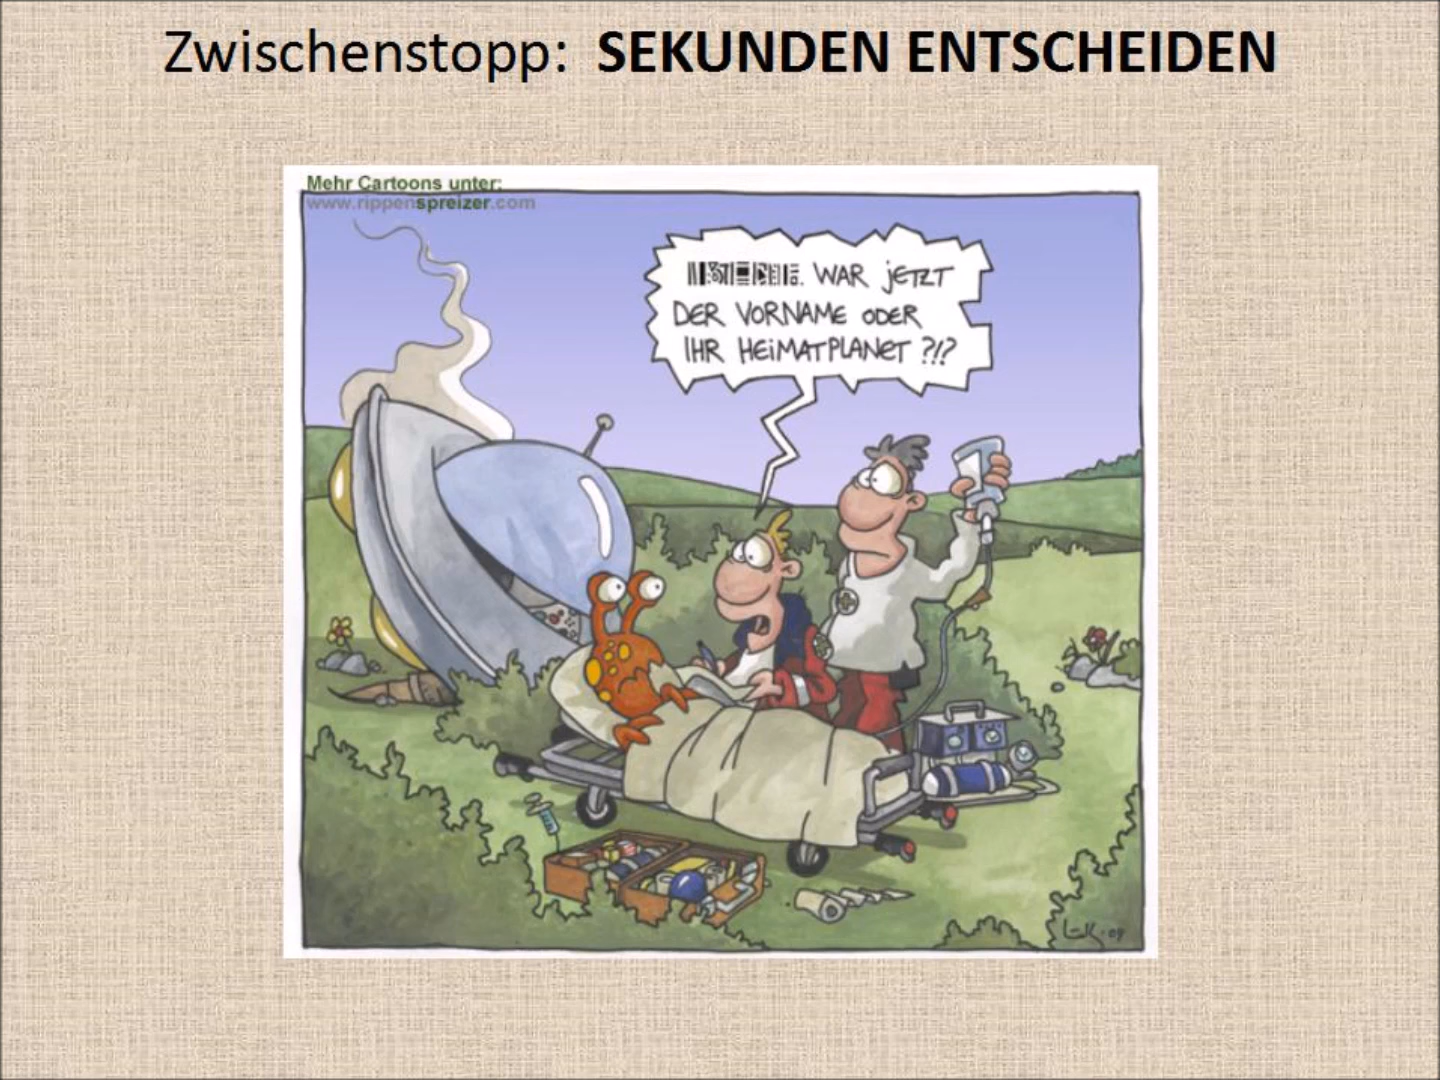 Zwischenstopp: SEKUNDEN ENTSCHEIDEN
Mehr Cartoons unter:
www.rippenspreizer.com
. WAR JETZT
DER VORNAME ODER
IHR HEIMATPLANET ?!?